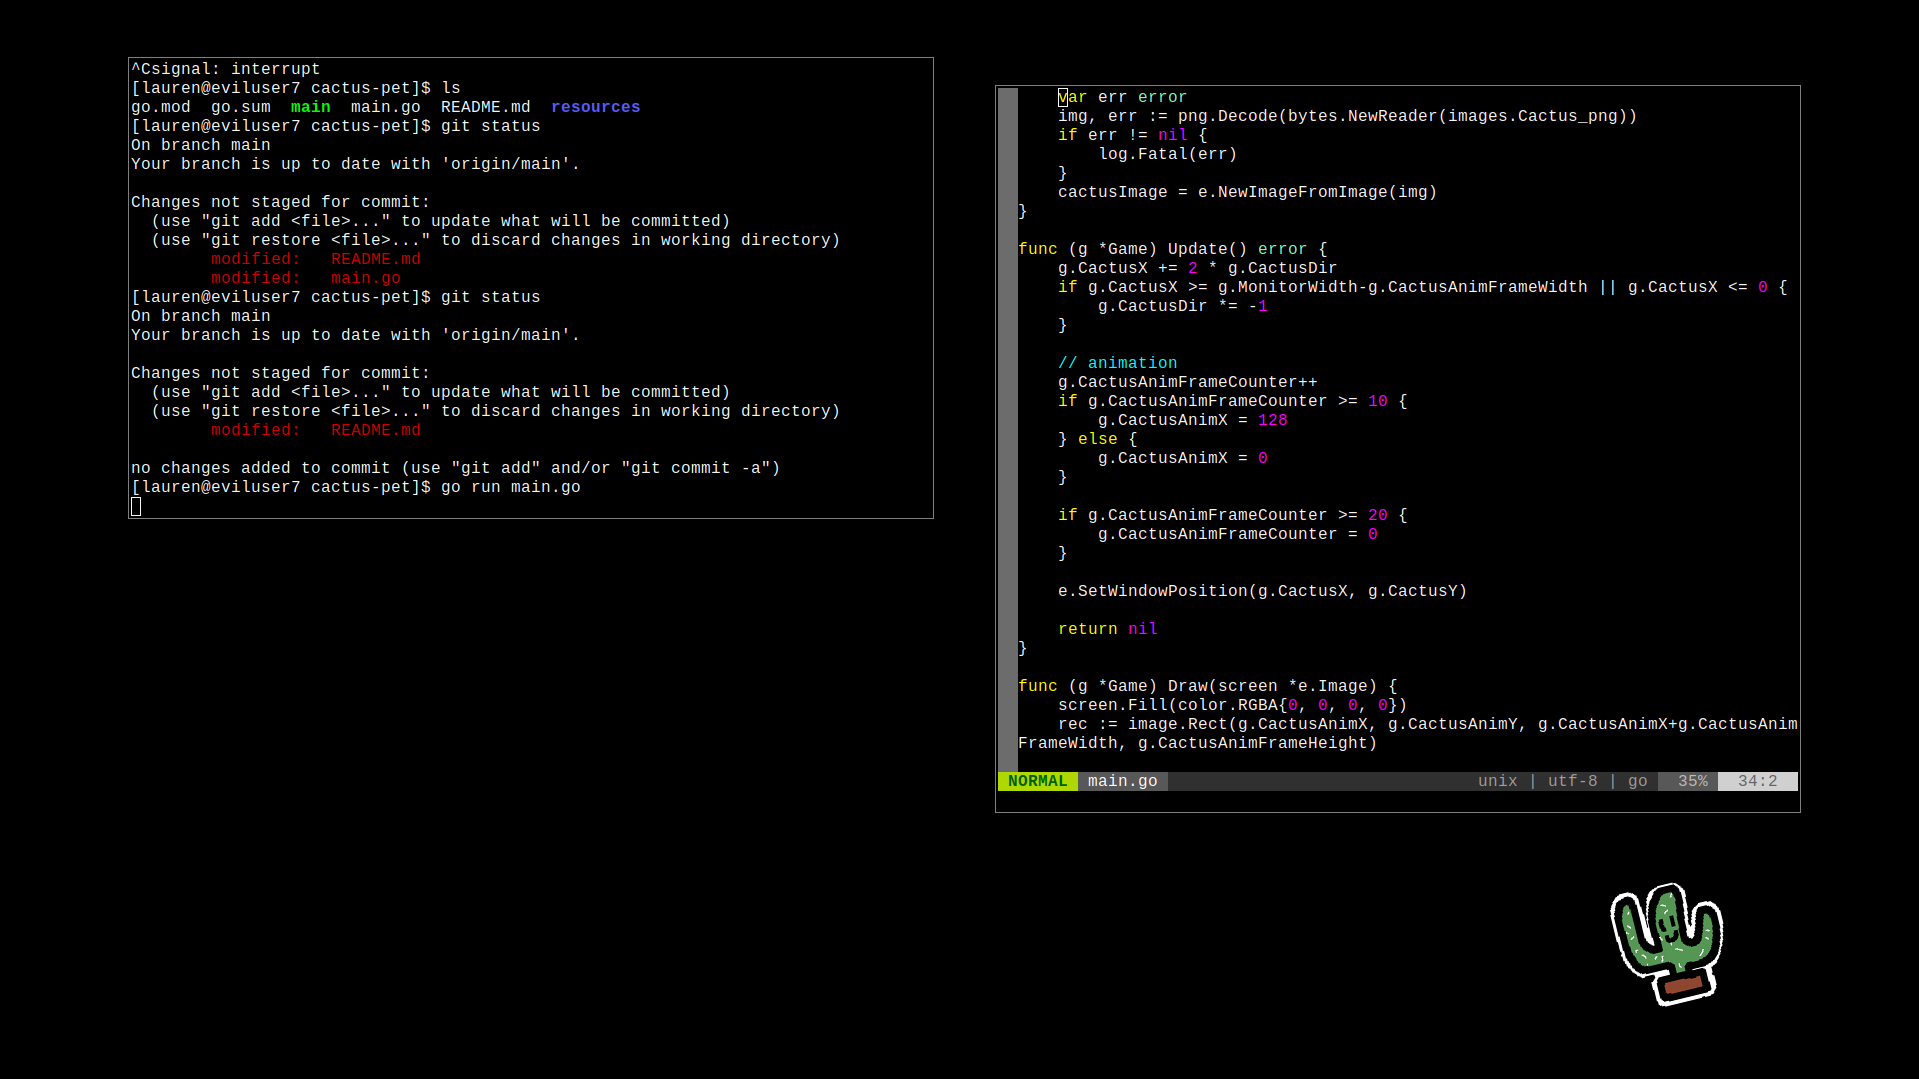 ^Csignal: interrupt
[lauren@eviluser7 cactus-pet]$ ls
go.mod  go.sum  main  main.go  README.md  resources
[lauren@eviluser7 cactus-pet]$ git status
On branch main
Your branch is up to date with 'origin/main'.

Changes not staged for commit:
  (use "git add <file>..." to update what will be committed)
  (use "git restore <file>..." to discard changes in working directory)
        modified:   README.md
        modified:   main.go
[lauren@eviluser7 cactus-pet]$ git status
On branch main
Your branch is up to date with 'origin/main'.

Changes not staged for commit:
  (use "git add <file>..." to update what will be committed)
  (use "git restore <file>..." to discard changes in working directory)
        modified:   README.md

no changes added to commit (use "git add" and/or "git commit -a")
[lauren@eviluser7 cactus-pet]$ go run main.go
    var err error
    img, err := png.Decode(bytes.NewReader(images.Cactus_png))
    if err != nil {
        log.Fatal(err)
    }
    cactusImage = e.NewImageFromImage(img)
}

func (g *Game) Update() error {
    g.CactusX += 2 * g.CactusDir
    if g.CactusX >= g.MonitorWidth-g.CactusAnimFrameWidth || g.CactusX <= 0 {
        g.CactusDir *= -1
    }

    // animation
    g.CactusAnimFrameCounter++
    if g.CactusAnimFrameCounter >= 10 {
        g.CactusAnimX = 128
    } else {
        g.CactusAnimX = 0
    }

    if g.CactusAnimFrameCounter >= 20 {
        g.CactusAnimFrameCounter = 0
    }

    e.SetWindowPosition(g.CactusX, g.CactusY)

    return nil
}

func (g *Game) Draw(screen *e.Image) {
    screen.Fill(color.RGBA{0, 0, 0, 0})
    rec := image.Rect(g.CactusAnimX, g.CactusAnimY, g.CactusAnimX+g.CactusAnim
FrameWidth, g.CactusAnimFrameHeight)
NORMAL  main.go  unix | utf-8 | go  35%  34:2